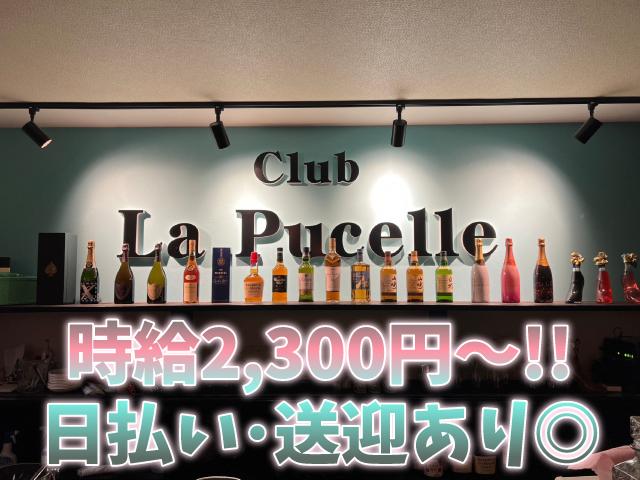 Club
La Pucelle
時給2,300円～!!
日払い・送迎あり◎